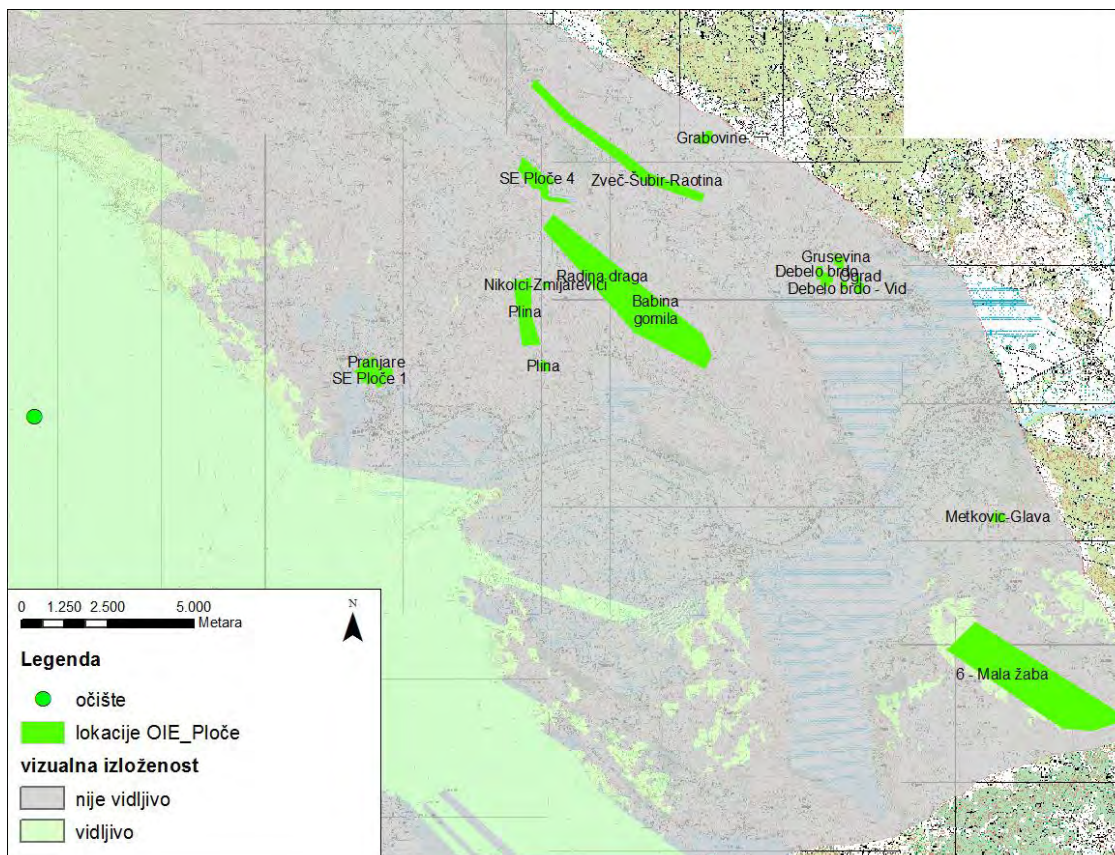 Grabovine
SE Ploče 4
Zveč-Šubir-Raotina
Grusevina
Debelo brdo
Ograd
Radina draga
Nikolci-Zmijarevići
Debelo brdo - Vid
Babina
gomila
Plina
Pranjare
SE Ploče 1
Plina
Metkovic-Glava
6 - Mala žaba
0 1.250 2.500 5.000
Metara
N
Legenda
očište
lokacije OIE_Ploče
vizualna izloženost
nije vidljivo
vidljivo